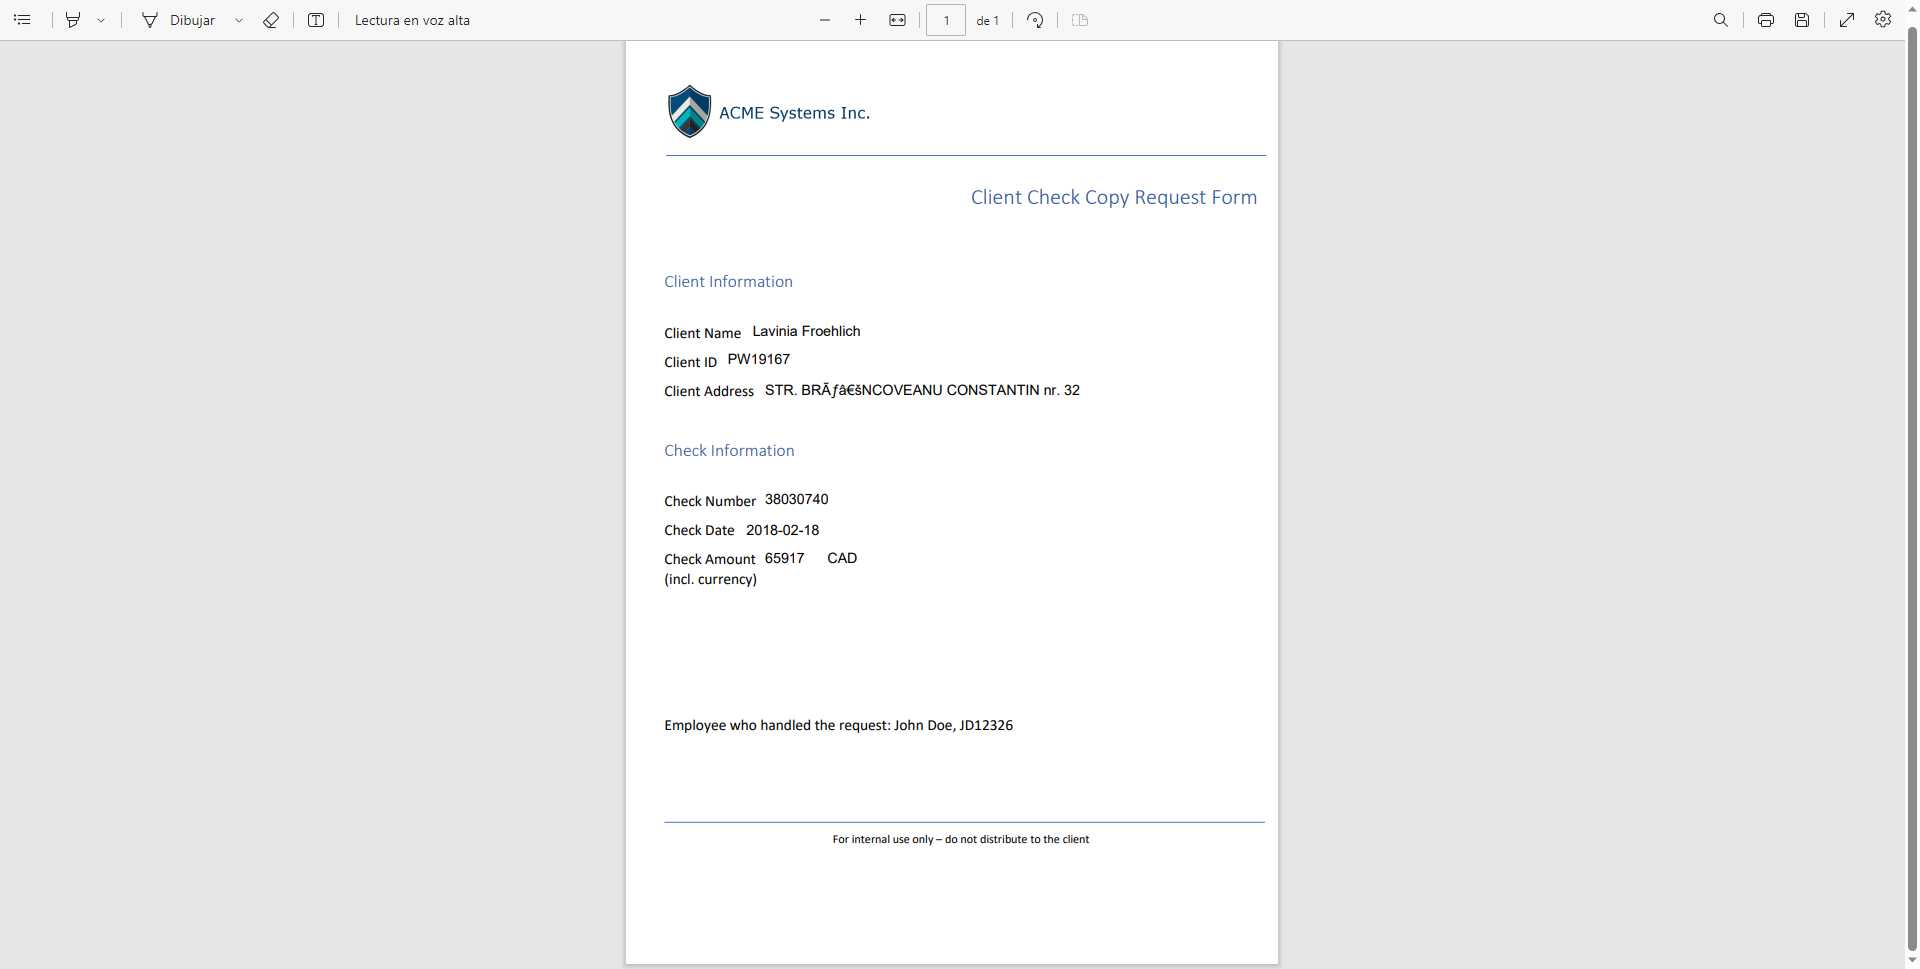 Dibujar
Lectura en voz alta
1 de 1
ACME Systems Inc.
Client Check Copy Request Form
Client Information
Client Name Lavinia Froehlich
Client ID PW19167
Client Address STR. BRÃƒâ€šNCOVEANU CONSTANTIN nr. 32
Check Information
Check Number 38030740
Check Date 2018-02-18
Check Amount 65917 CAD
(incl. currency)
Employee who handled the request: John Doe, JD12326
For internal use only – do not distribute to the client